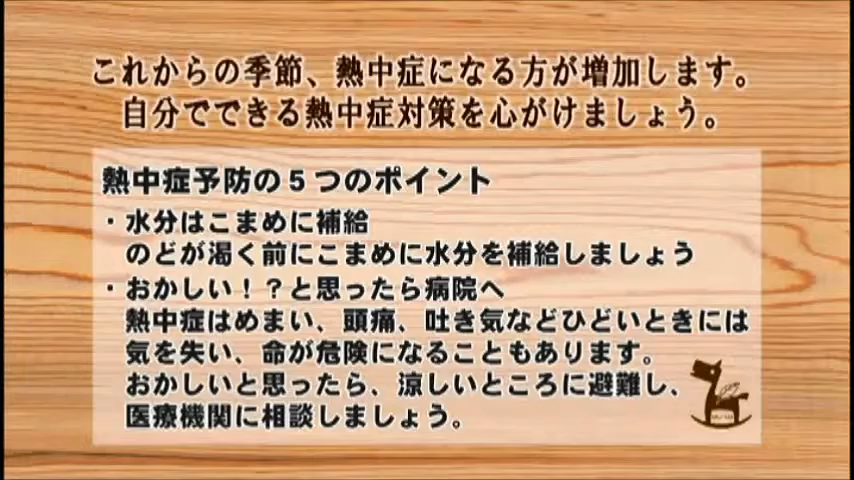 これからの季節、熱中症になる方が増加します。
自分でできる熱中症対策を心がけましょう。
熱中症予防の５つのポイント
・水分はこまめに補給
のどが渇く前にこまめに水分を補給しましょう
・おかしい！？と思ったら病院へ
熱中症はめまい、頭痛、吐き気などひどいときには
気を失い、命が危険になることもあります。
おかしいと思ったら、涼しいところに避難し、
医療機関に相談しましょう。